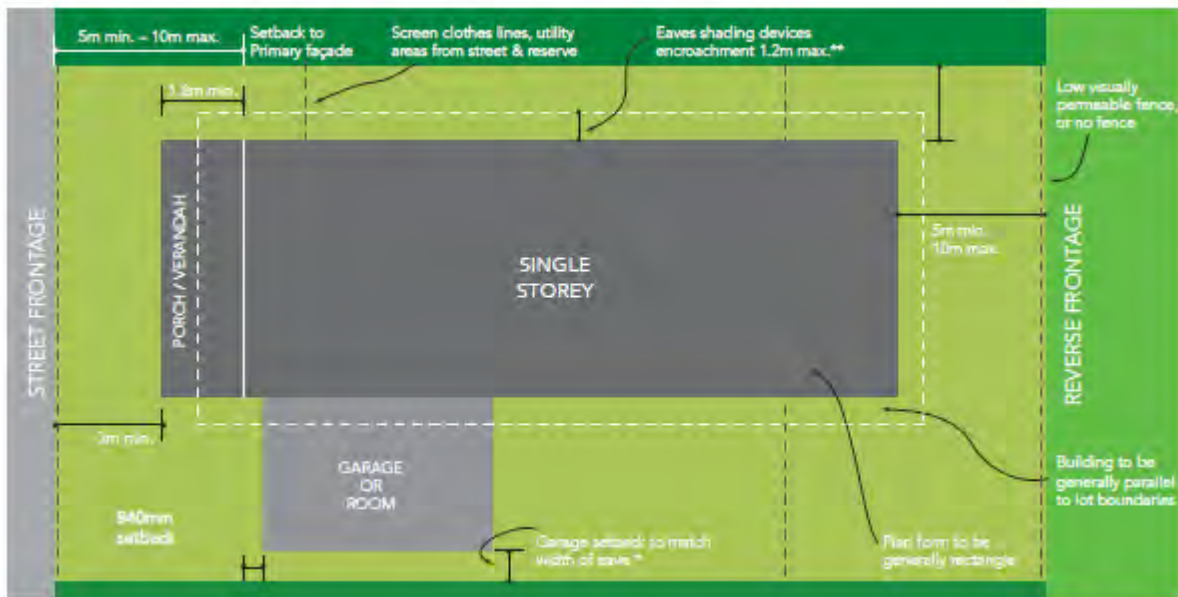 5m min. – 10m max.
Setback to
Primary façade
Screen clothes lines, utility
areas from street & reserve
Eaves shading devices
encroachment 1.2m max.**
1.8m min.
Low visually
permeable fence,
or no fence
STREET FRONTAGE
PORCH / VERANDAH
SINGLE
STOREY
5m min.
10m max.
REVERSE FRONTAGE
3m min.
GARAGE
OR
ROOM
Building to be
generally parallel
to lot boundaries
840mm
setback
Garage setback to match
width of eave *
Plan form to be
generally rectangle